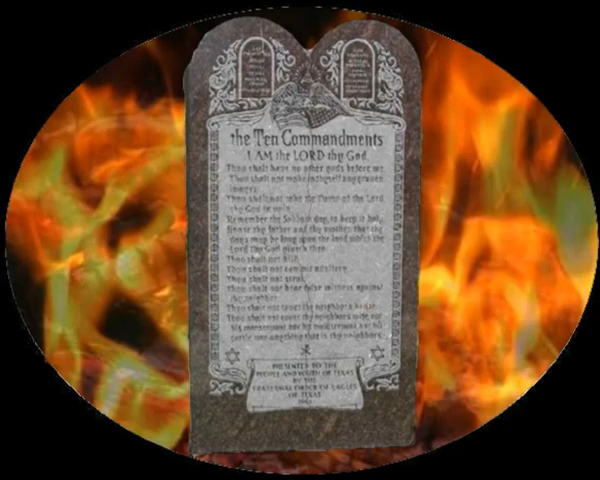 the Ten Commandments
I AM the LORD thy God.
Thou shalt have no other gods before me.
Thou shalt not make to thyself any graven
images.
Thou shalt not take the Name of the Lord
thy God in vain.
Remember the Sabbath day, to keep it holy.
Honor thy father and thy mother, that thy
days may be long upon the land which the
Lord thy God giveth thee.
Thou shalt not kill.
Thou shalt not commit adultery.
Thou shalt not steal.
Thou shalt not bear false witness against
thy neighbor.
Thou shalt not covet thy neighbor's house.
Thou shalt not covet thy neighbor's wife, nor
his manservant, nor his maidservant, nor his
cattle, nor anything that is thy neighbor's.
PRESENTED TO THE
PEOPLE AND YOUTH OF TEXAS
BY THE
FRATERNAL ORDER OF EAGLES
OF TEXAS
1961